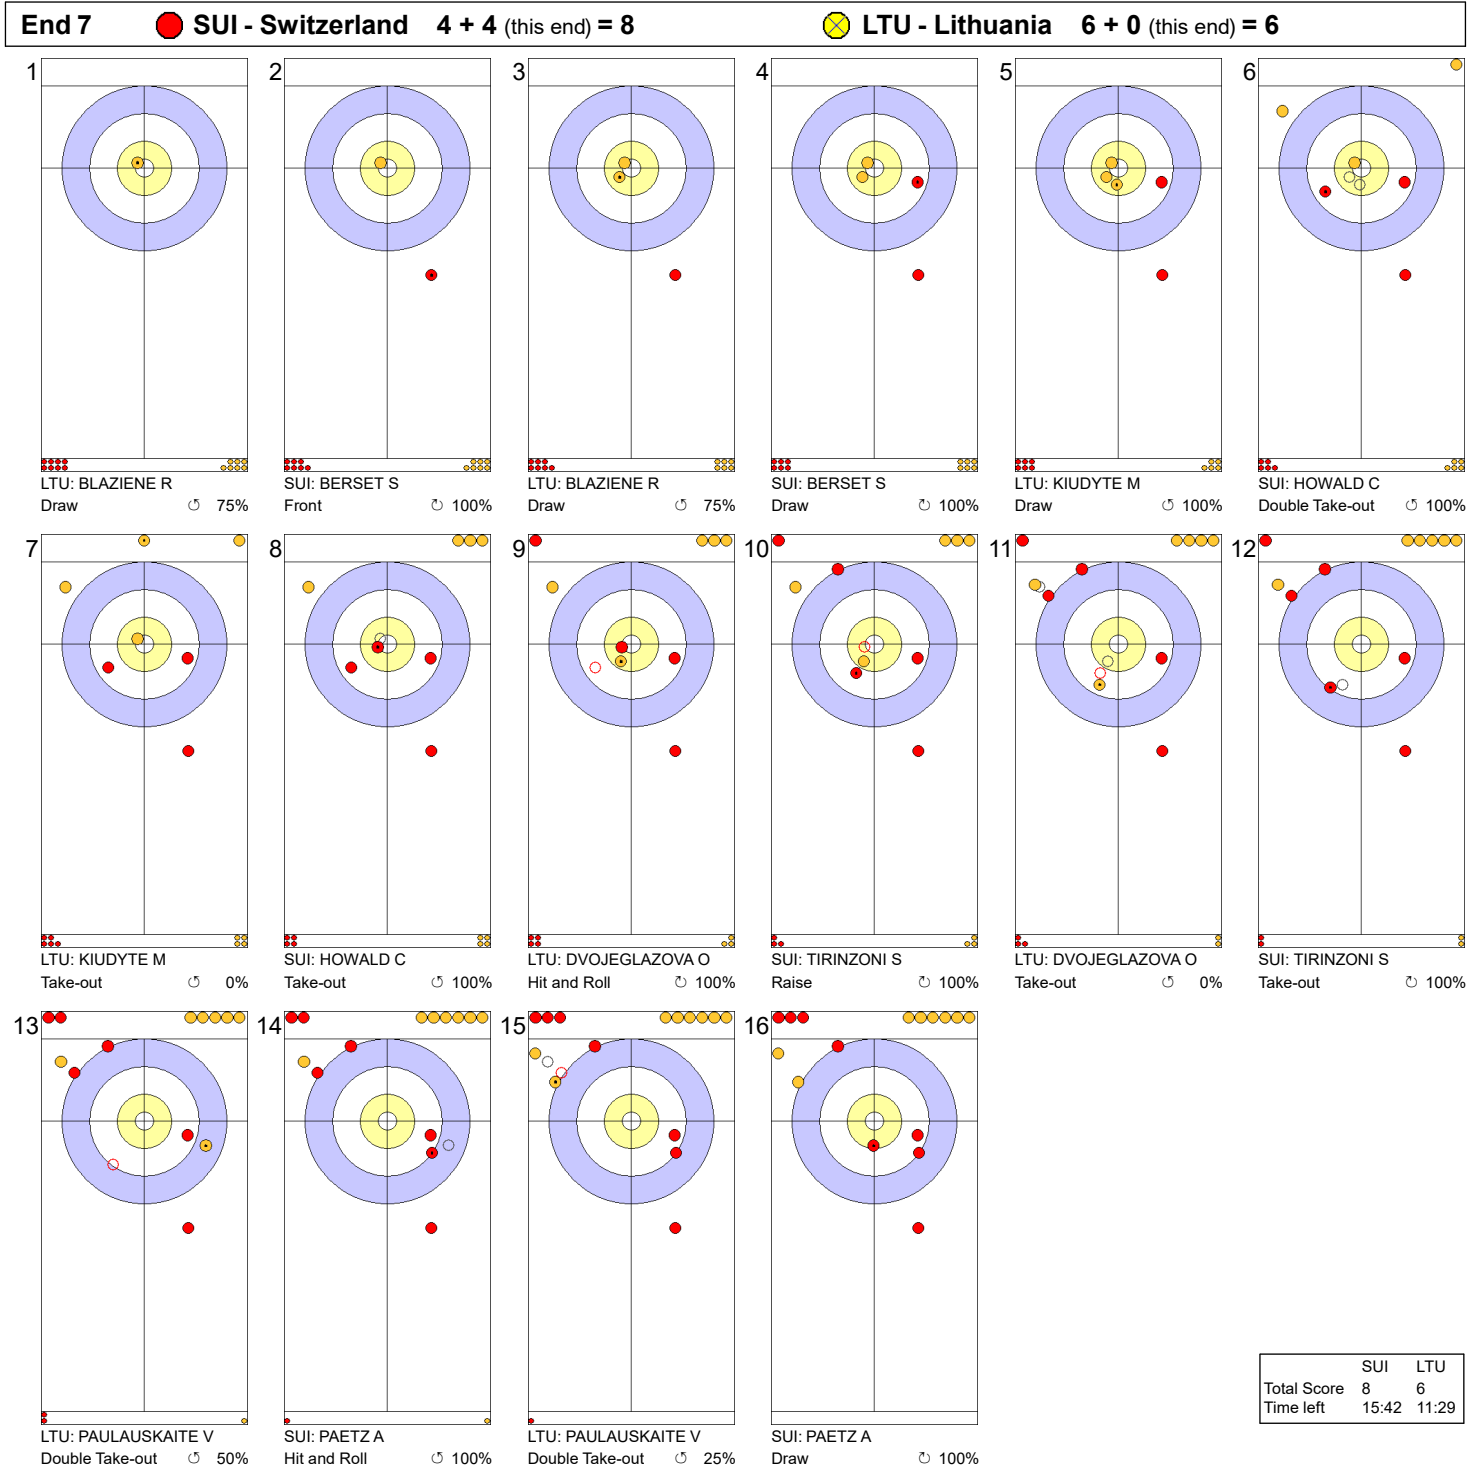 End 7 SUI - Switzerland 4 + 4 (this end) = 8 LTU - Lithuania 6 + 0 (this end) = 6
1 2 3 4 5 6
LTU: BLAZIENE R SUI: BERSET S LTU: BLAZIENE R SUI: BERSET S LTU: KIUDYTE M SUI: HOWALD C
Draw ↺ 75% Front ↻ 100% Draw ↺ 75% Draw ↻ 100% Draw ↺ 100% Double Take-out ↻ 100%
7 8 9 10 11 12
LTU: KIUDYTE M SUI: HOWALD C LTU: DVOJEGLAZOVA O SUI: TIRINZONI S LTU: DVOJEGLAZOVA O SUI: TIRINZONI S
Take-out ↺ 0% Take-out ↺ 100% Hit and Roll ↻ 100% Raise ↻ 100% Take-out ↺ 0% Take-out ↻ 100%
13 14 15 16
LTU: PAULAUSKAITE V SUI: PAETZ A LTU: PAULAUSKAITE V SUI: PAETZ A
Double Take-out ↺ 50% Hit and Roll ↺ 100% Double Take-out ↺ 25% Draw ↻ 100%
SUI LTU
Total Score 8 6
Time left 15:42 11:29